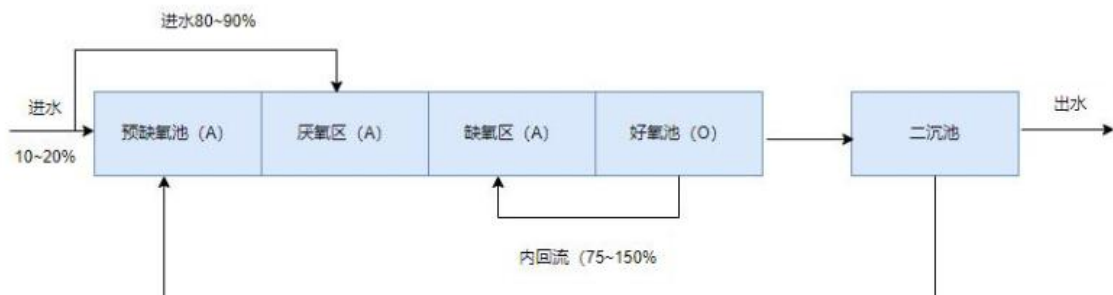 进水80~90%
进水
10~20%
预缺氧池（A）
厌氧区（A）
缺氧区（A）
好氧池（O）
二沉池
出水
内回流（75~150%